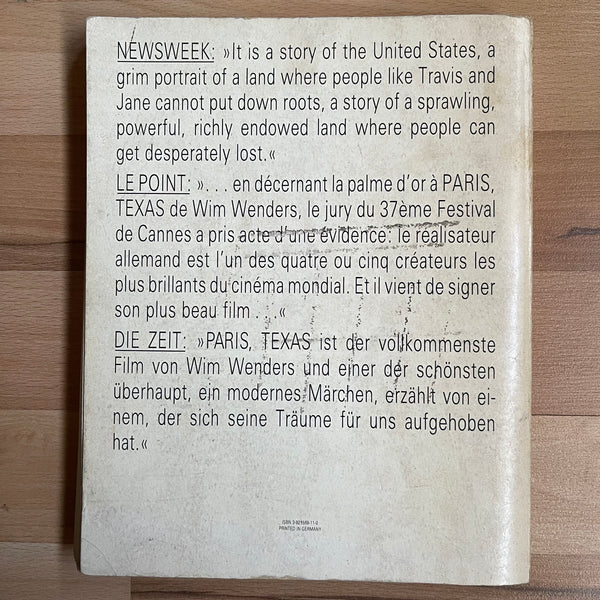 NEWSWEEK: »It is a story of the United States, a
grim portrait of a land where people like Travis and
Jane cannot put down roots, a story of a sprawling,
powerful, richly endowed land where people can
get desperately lost.«
LE POINT: »... en décernant la palme d'or à PARIS,
TEXAS de Wim Wenders, le jury du 37ème Festival
de Cannes a pris acte d'une évidence: le réalisateur
allemand est l'un des quatre ou cinq créateurs les
plus brillants du cinéma mondial. Et il vient de signer
son plus beau film ...«
DIE ZEIT: »PARIS, TEXAS ist der vollkommenste
Film von Wim Wenders und einer der schönsten
überhaupt, ein modernes Märchen, erzählt von ei-
nem, der sich seine Träume für uns aufgehoben
hat.«
ISBN
PRINTED IN GERMANY